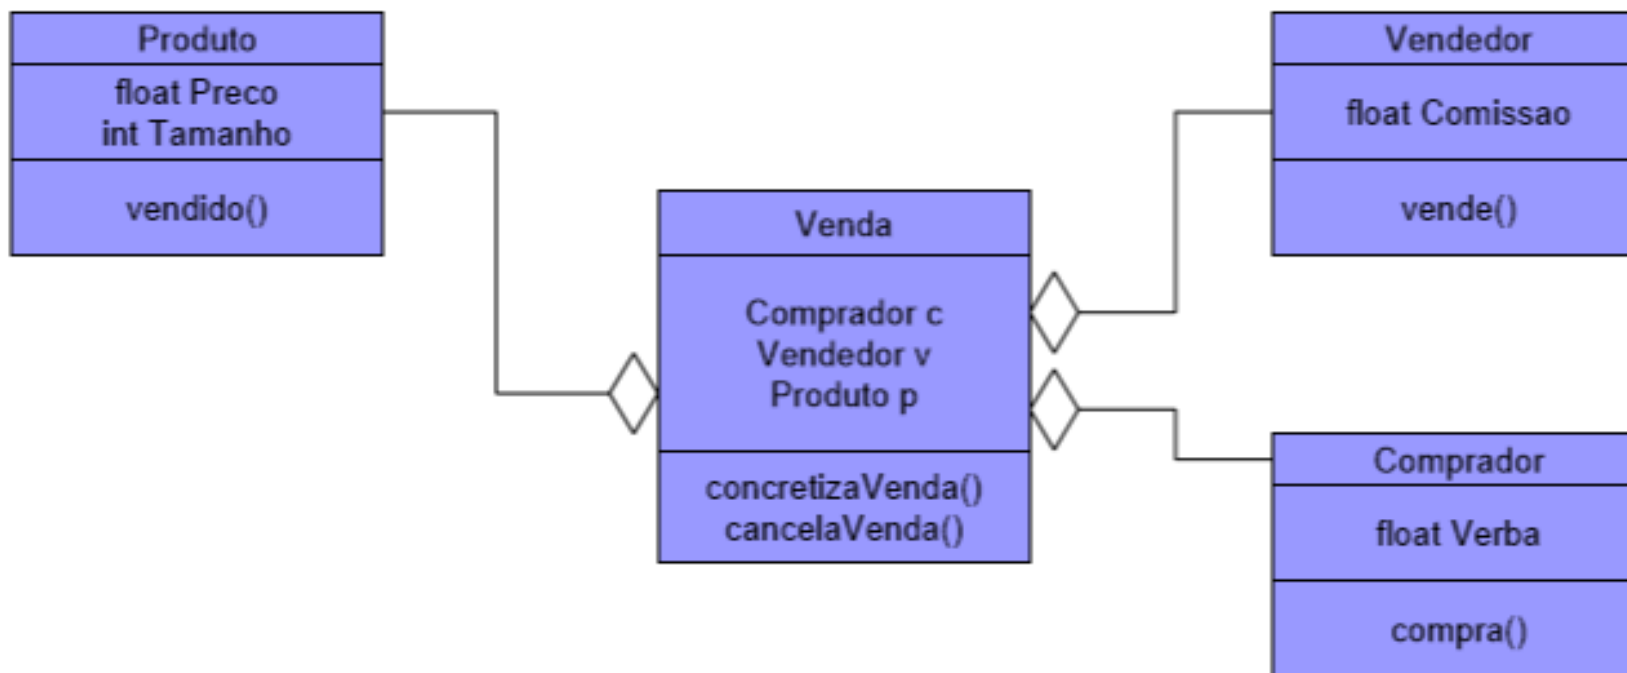 Produto
float Preco
int Tamanho
vendido()
Vendedor
float Comissao
vende()
Venda
Comprador c
Vendedor v
Produto p
concretizaVenda()
cancelaVenda()
Comprador
float Verba
compra()